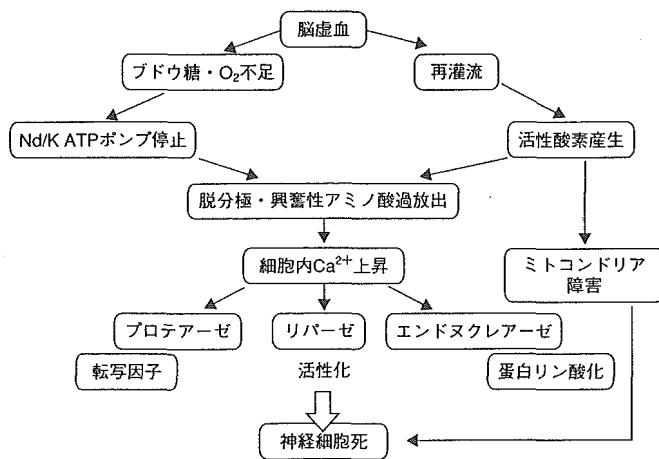 脳虚血
ブドウ糖・O₂不足
再灌流
Nd/K ATPポンプ停止
活性酸素産生
脱分極・興奮性アミノ酸過放出
細胞内Ca²⁺上昇
ミトコンドリア
障害
プロテアーゼ
リパーゼ
エンドヌクレアーゼ
転写因子
活性化
蛋白リン酸化
神経細胞死